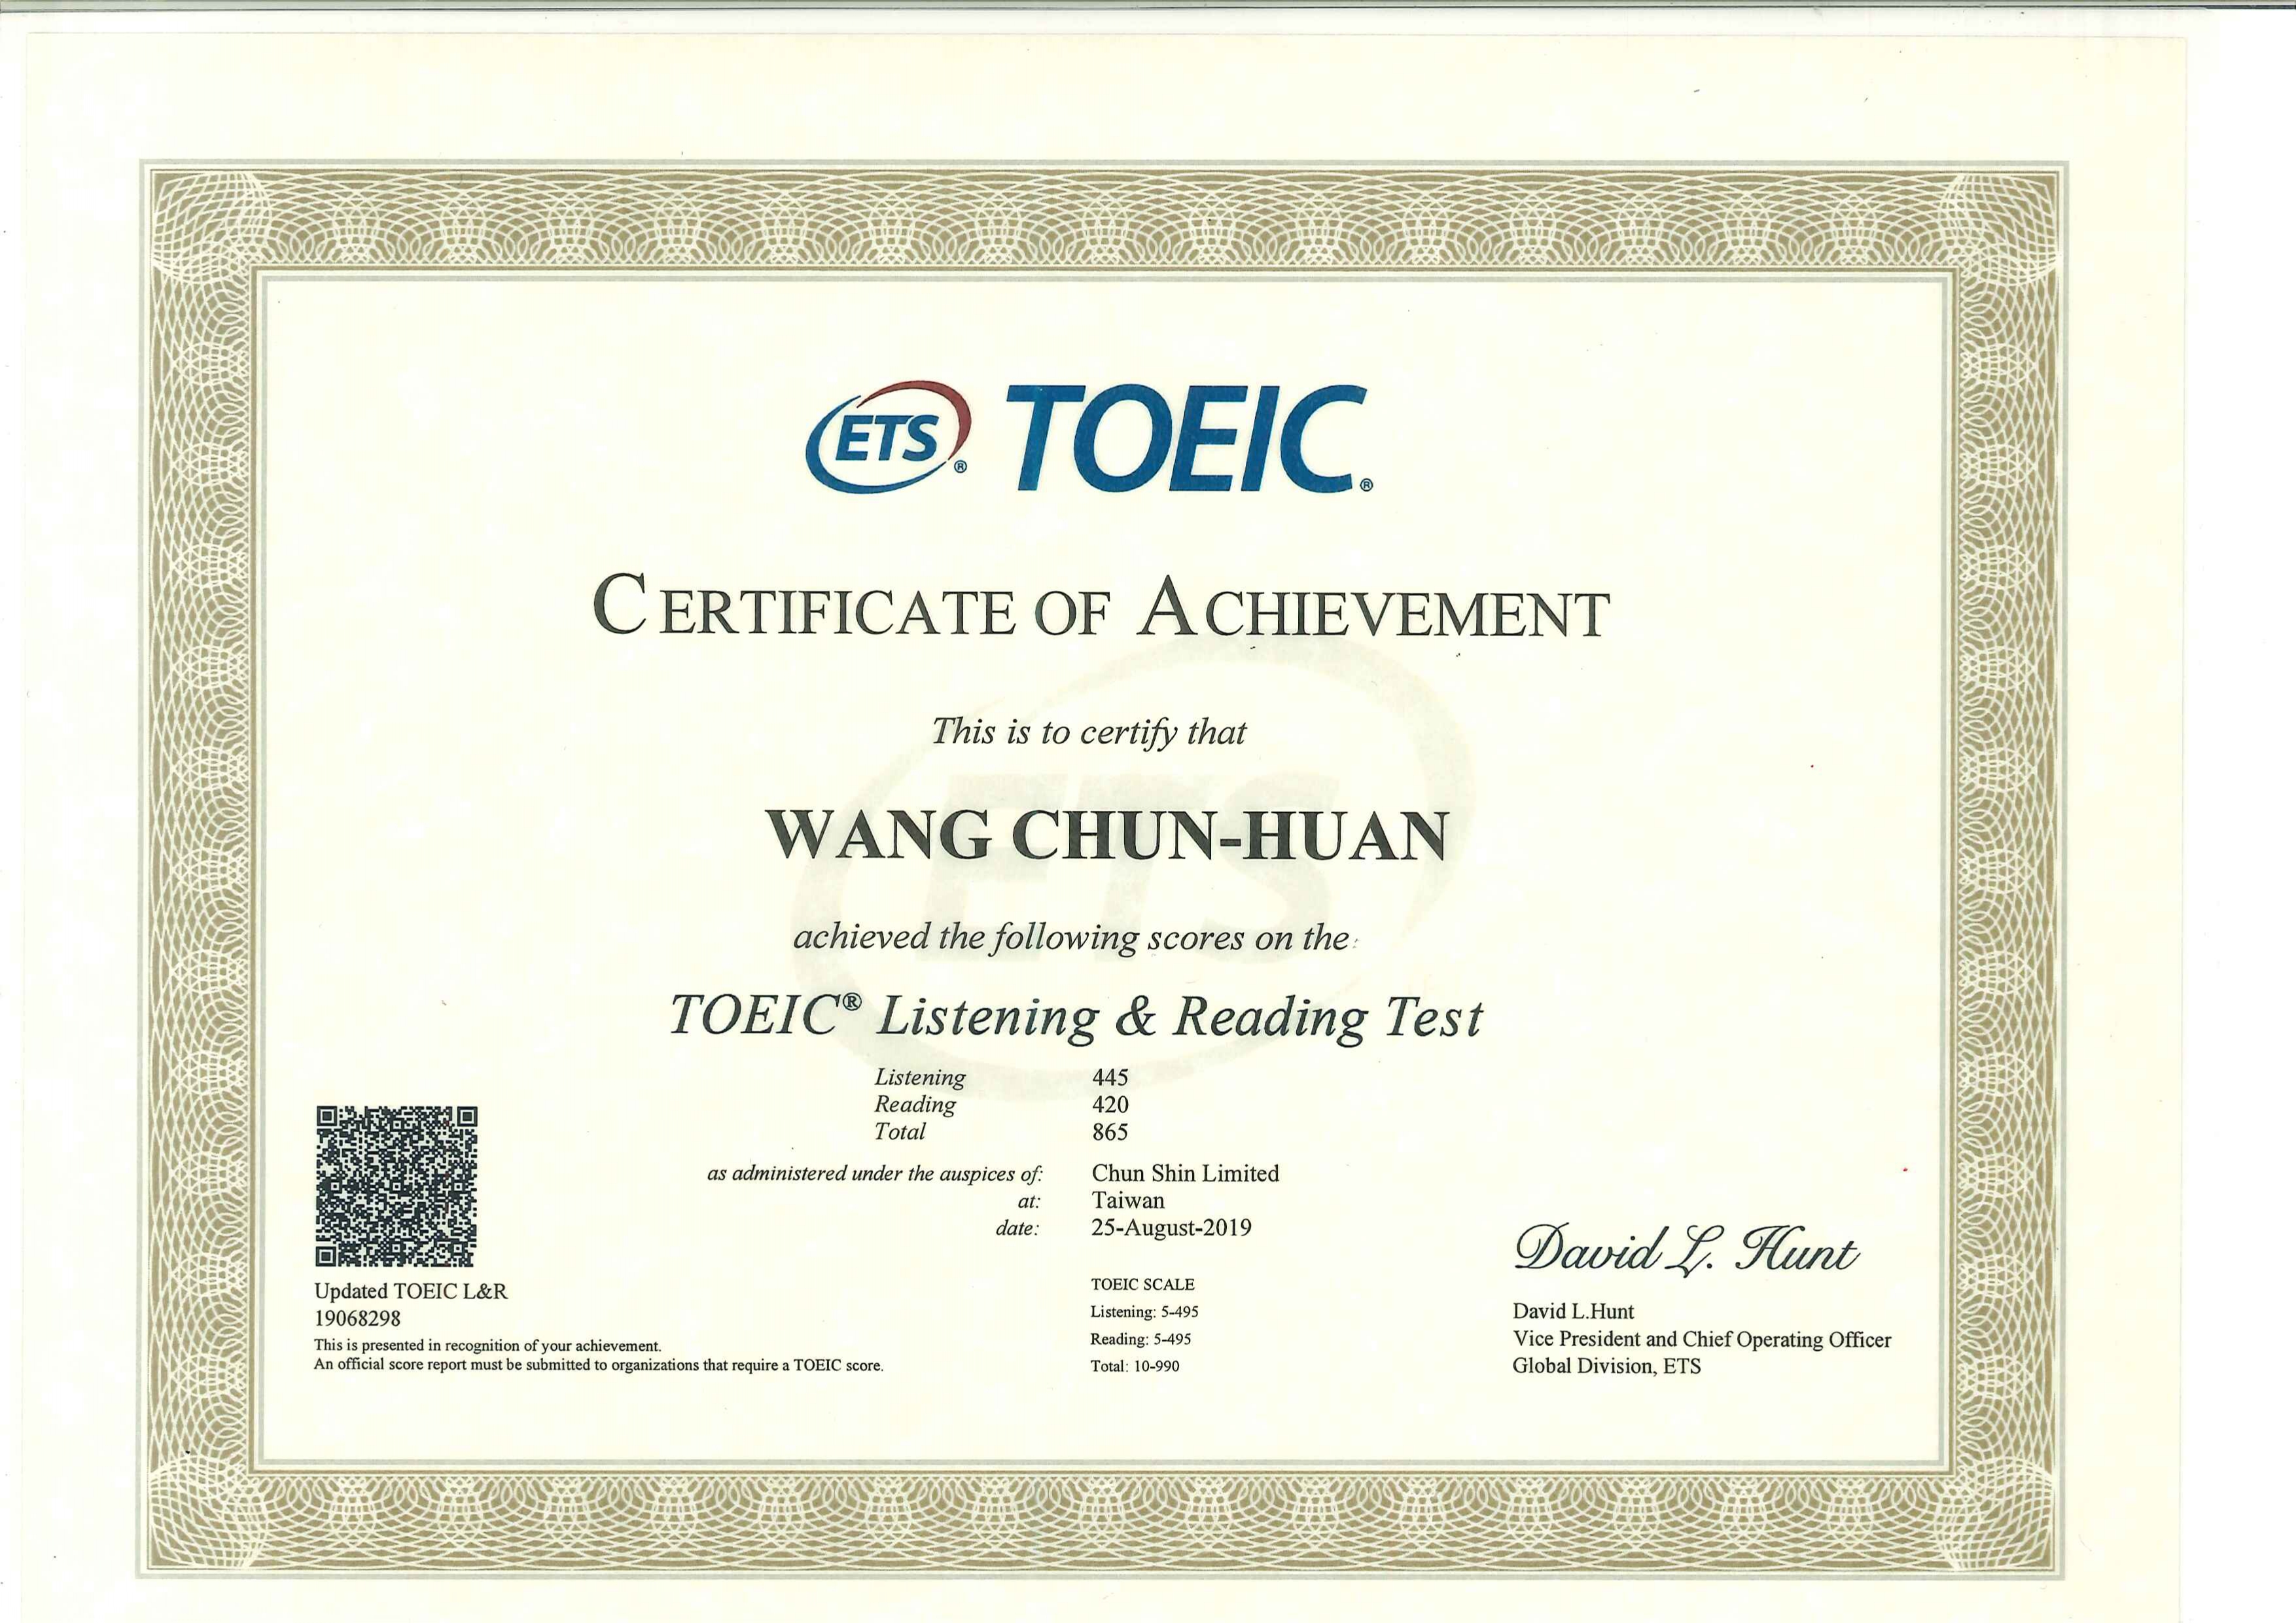 ETS® TOEIC®
CERTIFICATE OF ACHIEVEMENT
This is to certify that
WANG CHUN-HUAN
achieved the following scores on the
TOEIC® Listening & Reading Test
Listening 445
Reading 420
Total 865
as administered under the auspices of: Chun Shin Limited
at: Taiwan
date: 25-August-2019
Updated TOEIC L&R
19068298
This is presented in recognition of your achievement.
An official score report must be submitted to organizations that require a TOEIC score.
TOEIC SCALE
Listening: 5-495
Reading: 5-495
Total: 10-990
David L. Hunt
David L.Hunt
Vice President and Chief Operating Officer
Global Division, ETS
ETS